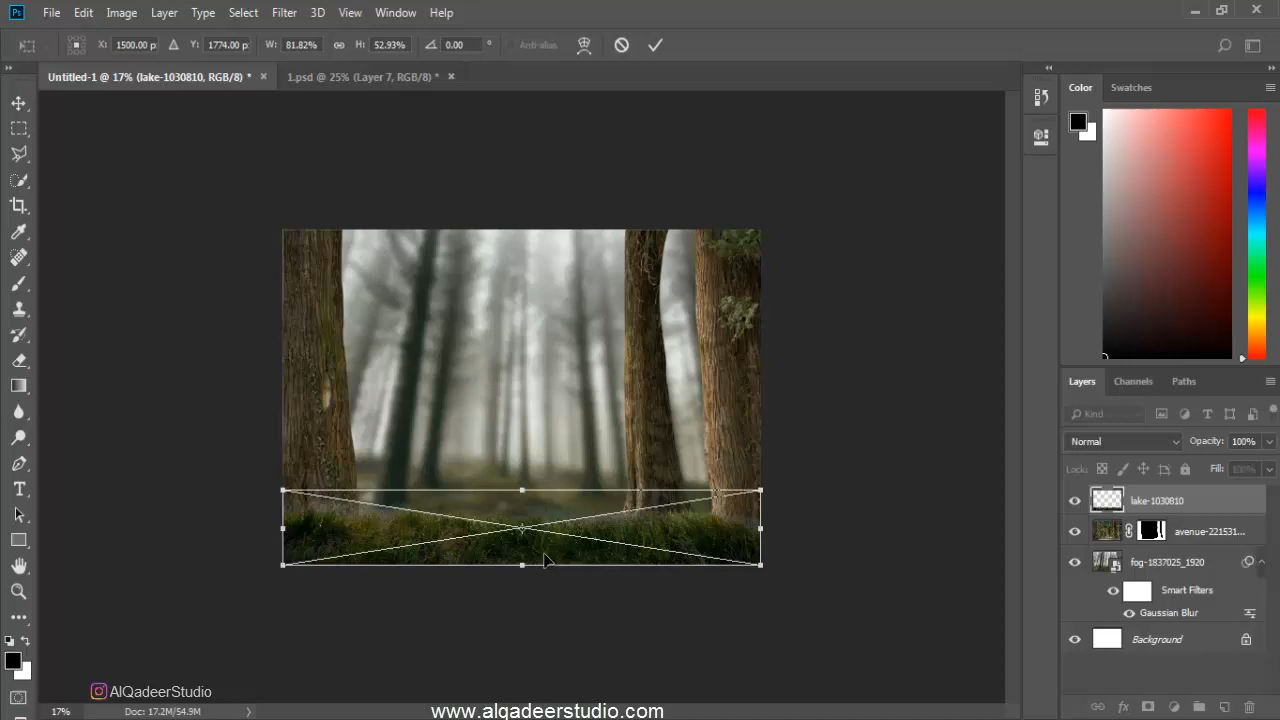 Ps File Edit Image Layer Type Select Filter 3D View Window Help
X: 1500.00 p: Y: 1774.00 p: W: 81.82% H: 52.93% 0.00 ° Anti-alias
Untitled-1 @ 17% (lake-1030810, RGB/8) * × 1.psd @ 25% (Layer 7, RGB/8) * ×
Color Swatches
Layers Channels Paths
Kind
Normal Opacity: 100%
Lock: Fill: 100%
lake-1030810
avenue-221531...
fog-1837025_1920
Smart Filters
Gaussian Blur
Background
AlQadeerStudio
17% Doc: 17.2M/54.9M
www.alqadeerstudio.com